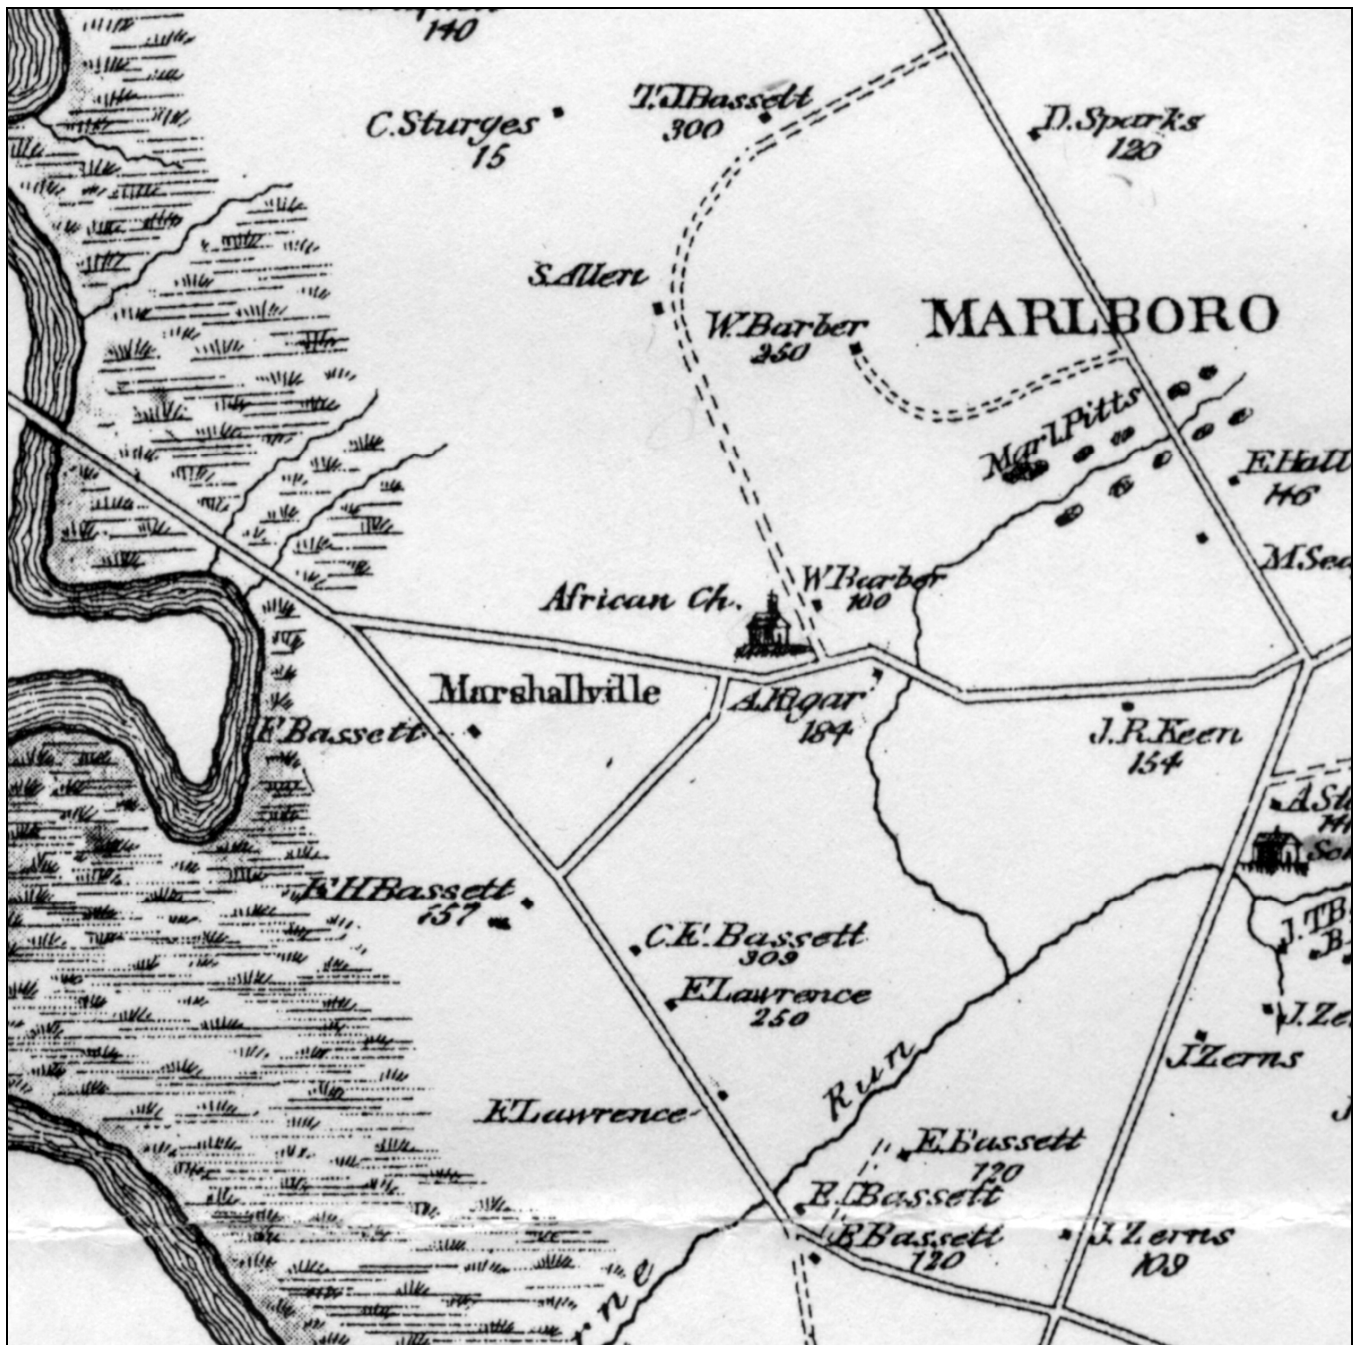 140
T.J.Bassett
300
C.Sturges
15
D.Sparks
120
S.Allen
W.Barber
250
MARLBORO
Marl Pitts
E.Hall
146
African Ch.
W.Barber
100
Marshallville
A.Kigar
184
E.Bassett
J.R.Keen
154
E.H.Bassett
157
C.E.Bassett
309
E.Lawrence
250
J.Zerns
Run
E.Lawrence
E.Bassett
120
E.Bassett
B.Bassett
120
J.Zerns
109